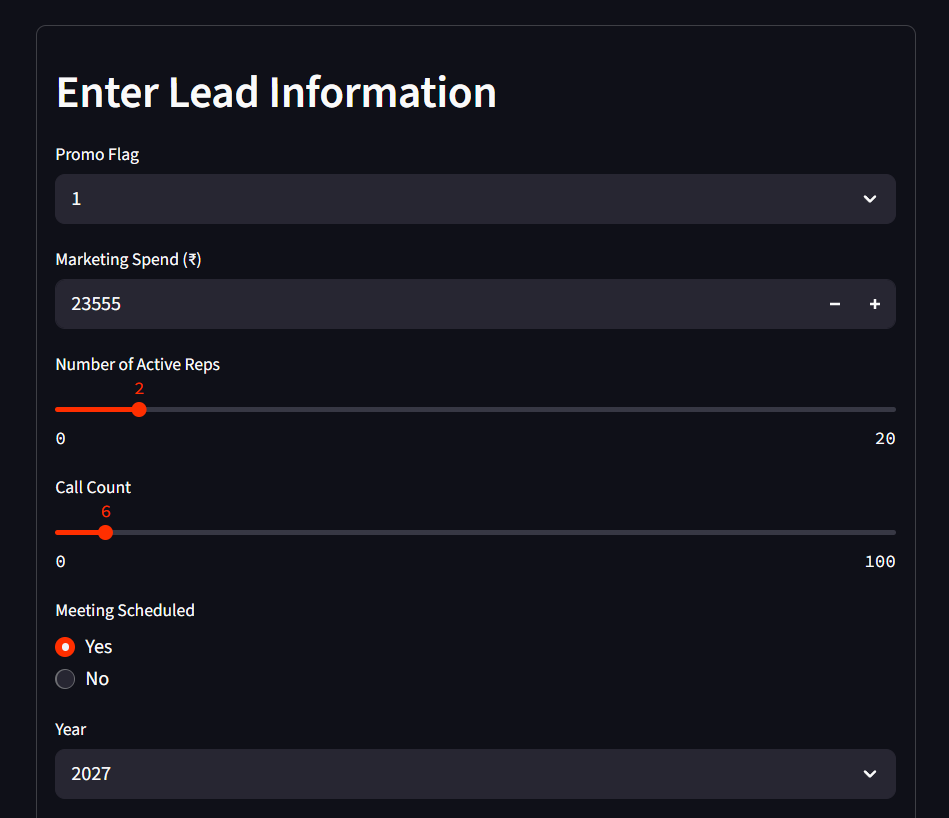 Enter Lead Information
Promo Flag
1
Marketing Spend (₹)
23555
Number of Active Reps
2
0 20
Call Count
6
0 100
Meeting Scheduled
Yes
No
Year
2027